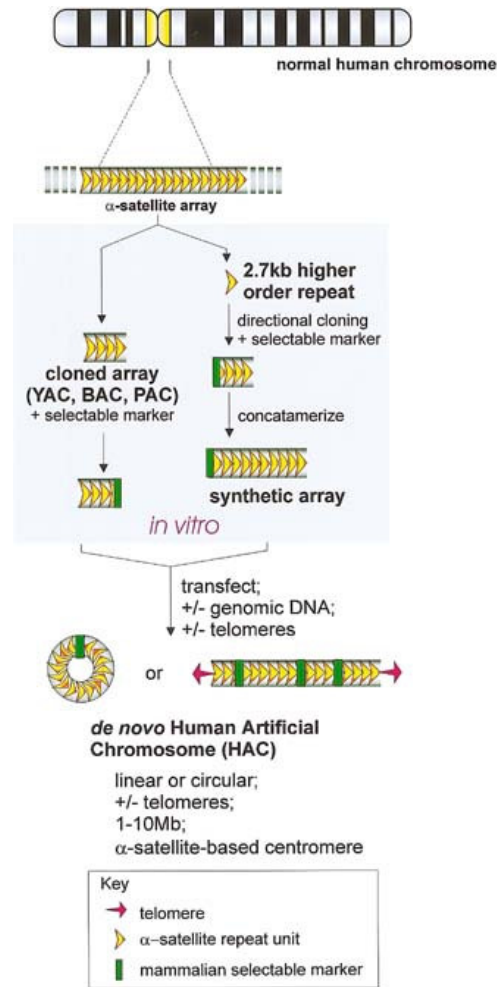 normal human chromosome
α-satellite array
2.7kb higher
order repeat
directional cloning
+ selectable marker
cloned array
(YAC, BAC, PAC)
+ selectable marker
concatamerize
synthetic array
in vitro
transfect;
+/- genomic DNA;
+/- telomeres
or
de novo Human Artificial
Chromosome (HAC)
linear or circular;
+/- telomeres;
1-10Mb;
α-satellite-based centromere
Key
telomere
α–satellite repeat unit
mammalian selectable marker